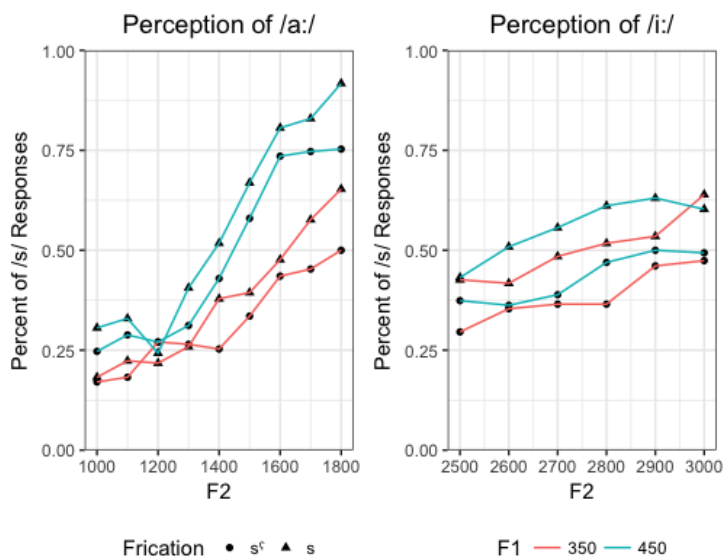 Perception of /a:/
Perception of /i:/
Percent of /s/ Responses
1.00
0.75
0.50
0.25
0.00
1000 1200 1400 1600 1800
F2
Percent of /s/ Responses
1.00
0.75
0.50
0.25
0.00
2500 2600 2700 2800 2900 3000
F2
Frication sˤ s
F1 350 450